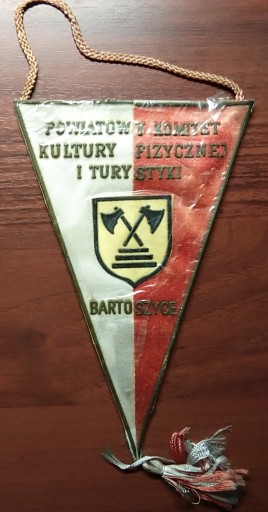 POWIATOWY KOMITET
KULTURY FIZYCZNEJ
I TURYSTYKI
BARTOSZYCE